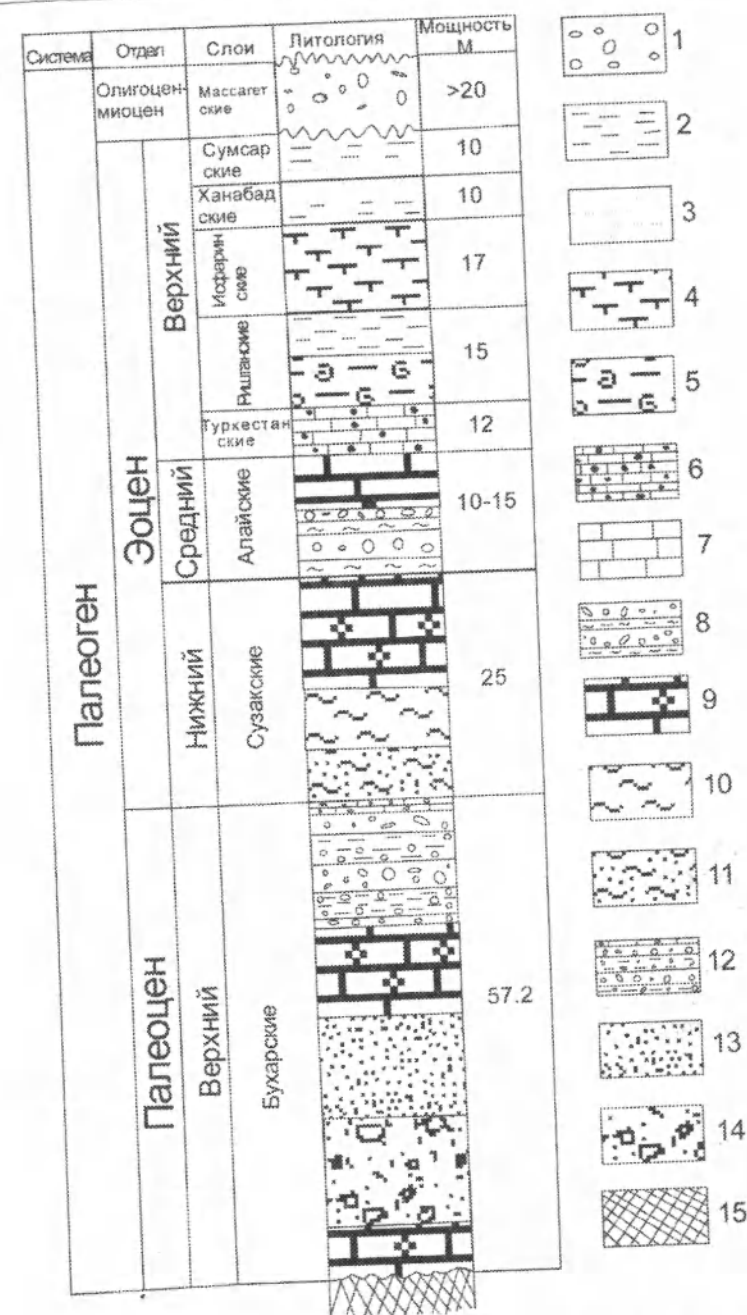 Система Отдел Слои Литология Мощность
М
Олигоцен-
миоцен
Массагет
ские
>20
Палеоген
Эоцен
Верхний
Сумсар
ские
10
Ханабад
ские
10
Исфарин
ские
17
Риштанские
15
Туркестан
ские
12
Средний
Алайские
10-15
Нижний
Сузакские
25
Палеоцен
Верхний
Бухарские
57.2
1
2
3
4
5
6
7
8
9
10
11
12
13
14
15